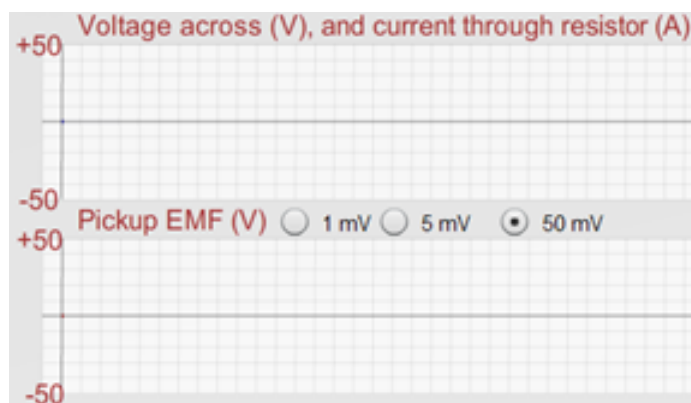 Voltage across (V), and current through resistor (A)
+50
-50
Pickup EMF (V) 1 mV 5 mV 50 mV
+50
-50